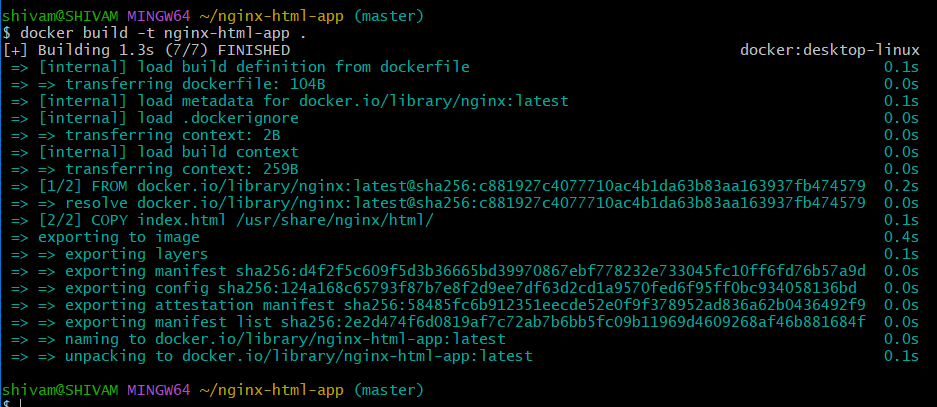 shivam@SHIVAM MINGW64 ~/nginx-html-app (master)
$ docker build -t nginx-html-app .
[+] Building 1.3s (7/7) FINISHED docker:desktop-linux
=> [internal] load build definition from dockerfile 0.1s
=> => transferring dockerfile: 104B 0.0s
=> [internal] load metadata for docker.io/library/nginx:latest 0.1s
=> [internal] load .dockerignore 0.0s
=> => transferring context: 2B 0.0s
=> [internal] load build context 0.0s
=> => transferring context: 259B 0.0s
=> [1/2] FROM docker.io/library/nginx:latest@sha256:c881927c4077710ac4b1da63b83aa163937fb474579 0.2s
=> => resolve docker.io/library/nginx:latest@sha256:c881927c4077710ac4b1da63b83aa163937fb474579 0.0s
=> [2/2] COPY index.html /usr/share/nginx/html/ 0.1s
=> exporting to image 0.4s
=> => exporting layers 0.1s
=> => exporting manifest sha256:d4f2f5c609f5d3b36665bd39970867ebf778232e733045fc10ff6fd76b57a9d 0.0s
=> => exporting config sha256:124a168c65793f87b7e8f2d9ee7df63d2cd1a9570fed6f95ff0bc934058136bd 0.0s
=> => exporting attestation manifest sha256:58485fc6b912351eecde52e0f9f378952ad836a62b0436492f9 0.0s
=> => exporting manifest list sha256:2e2d474f6d0819af7c72ab7b6bb5fc09b11969d4609268af46b881684f 0.0s
=> => naming to docker.io/library/nginx-html-app:latest 0.0s
=> => unpacking to docker.io/library/nginx-html-app:latest 0.1s
shivam@SHIVAM MINGW64 ~/nginx-html-app (master)
$